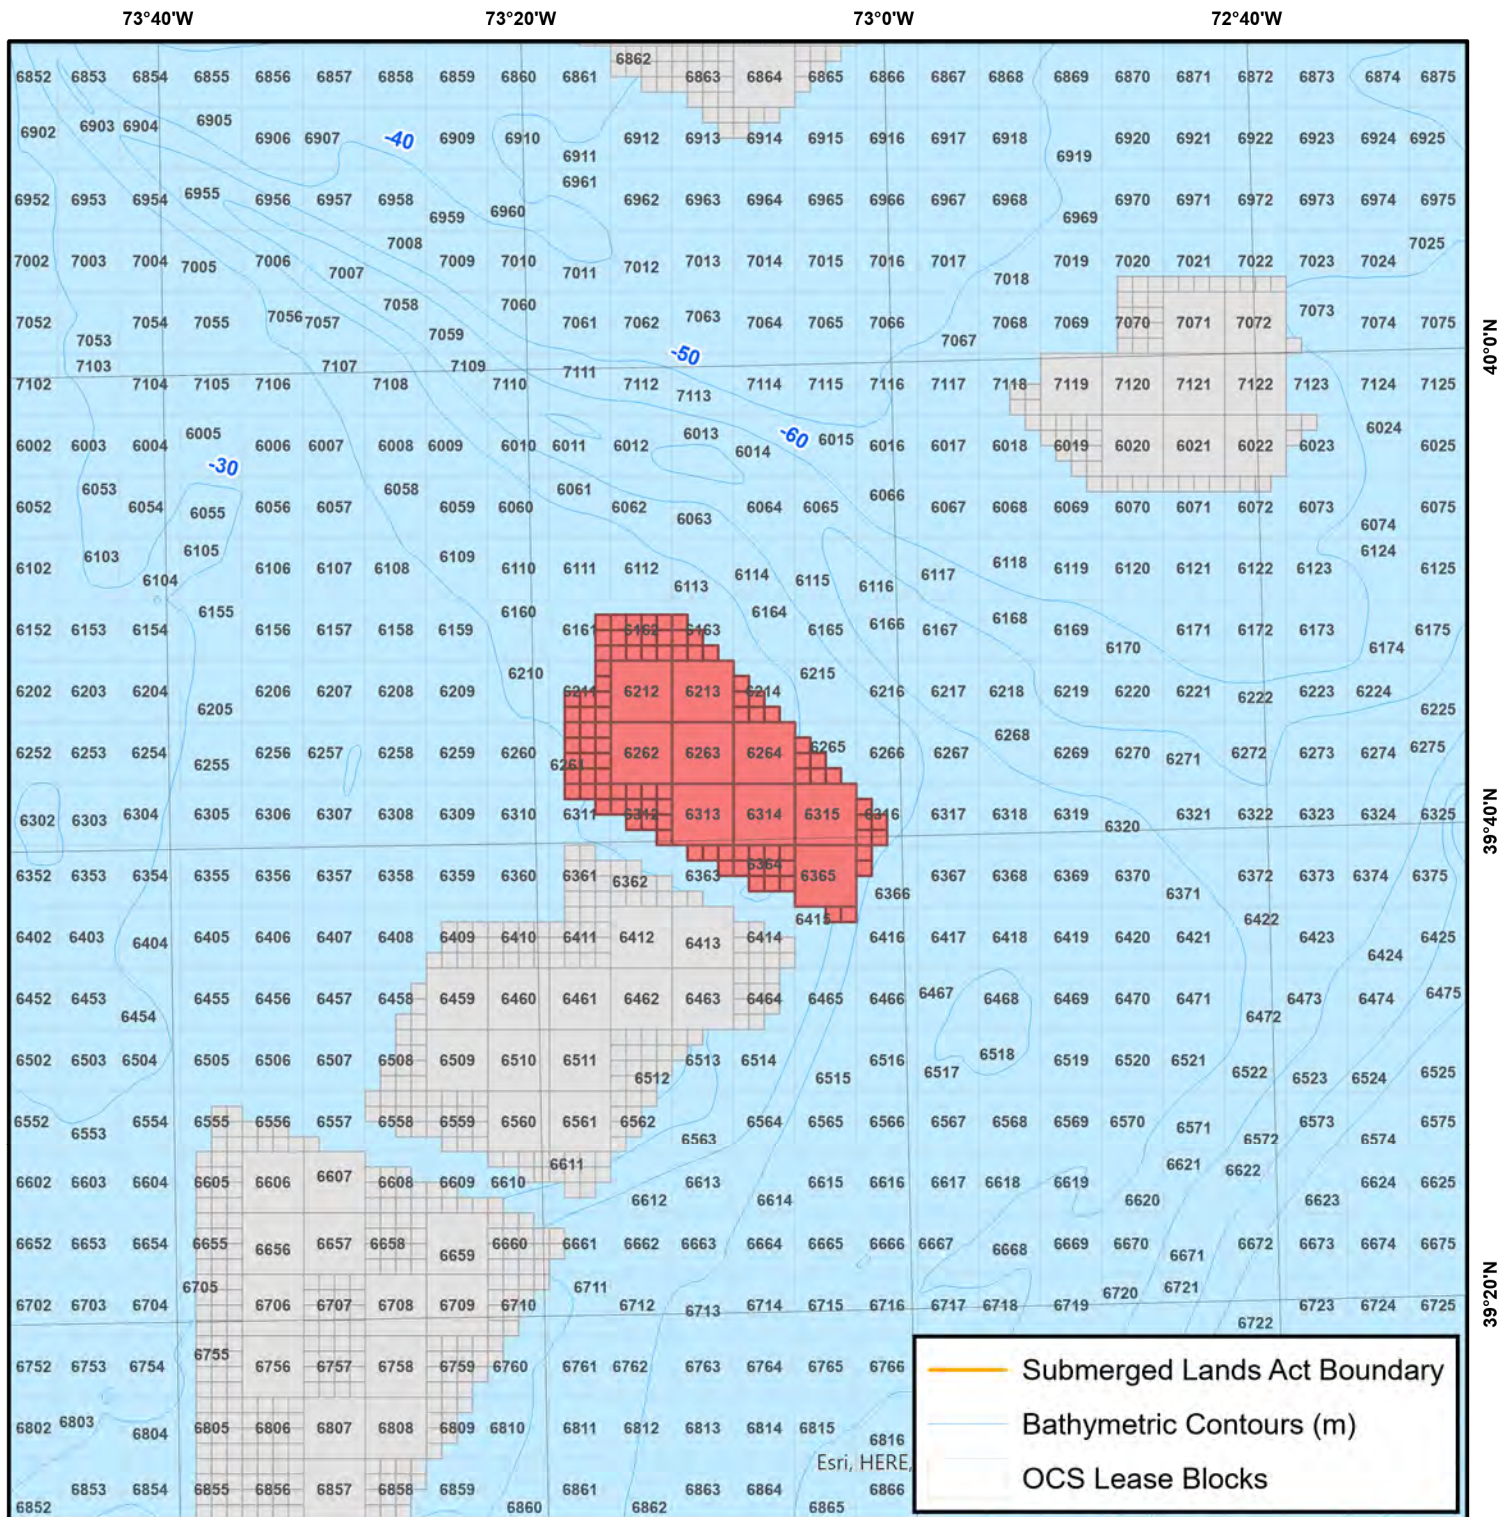 73°40'W 73°20'W 73°0'W 72°40'W
6852 6853 6854 6855 6856 6857 6858 6859 6860 6861 6862 6863 6864 6865 6866 6867 6868 6869 6870 6871 6872 6873 6874 6875
6902 6903 6904 6905 6906 6907 -40 6909 6910 6911 6912 6913 6914 6915 6916 6917 6918 6919 6920 6921 6922 6923 6924 6925
6952 6953 6954 6955 6956 6957 6958 6959 6960 6961 6962 6963 6964 6965 6966 6967 6968 6969 6970 6971 6972 6973 6974 6975
7002 7003 7004 7005 7006 7007 7008 7009 7010 7011 7012 7013 7014 7015 7016 7017 7018 7019 7020 7021 7022 7023 7024 7025
7052 7053 7054 7055 7056 7057 7058 7059 7060 7061 7062 7063 7064 7065 7066 7067 7068 7069 7070 7071 7072 7073 7074 7075
40°0'N
-50
7102 7103 7104 7105 7106 7107 7108 7109 7110 7111 7112 7113 7114 7115 7116 7117 7118 7119 7120 7121 7122 7123 7124 7125
6002 6003 6004 6005 6006 6007 6008 6009 6010 6011 6012 6013 6014 -60 6015 6016 6017 6018 6019 6020 6021 6022 6023 6024 6025
-30
6052 6053 6054 6055 6056 6057 6058 6059 6060 6061 6062 6063 6064 6065 6066 6067 6068 6069 6070 6071 6072 6073 6074 6075
6102 6103 6104 6105 6106 6107 6108 6109 6110 6111 6112 6113 6114 6115 6116 6117 6118 6119 6120 6121 6122 6123 6124 6125
6152 6153 6154 6155 6156 6157 6158 6159 6160 6161 6162 6163 6164 6165 6166 6167 6168 6169 6170 6171 6172 6173 6174 6175
6202 6203 6204 6205 6206 6207 6208 6209 6210 6211 6212 6213 6214 6215 6216 6217 6218 6219 6220 6221 6222 6223 6224 6225
6252 6253 6254 6255 6256 6257 6258 6259 6260 6261 6262 6263 6264 6265 6266 6267 6268 6269 6270 6271 6272 6273 6274 6275
6302 6303 6304 6305 6306 6307 6308 6309 6310 6311 6312 6313 6314 6315 6316 6317 6318 6319 6320 6321 6322 6323 6324 6325
39°40'N
6352 6353 6354 6355 6356 6357 6358 6359 6360 6361 6362 6363 6364 6365 6366 6367 6368 6369 6370 6371 6372 6373 6374 6375
6402 6403 6404 6405 6406 6407 6408 6409 6410 6411 6412 6413 6414 6415 6416 6417 6418 6419 6420 6421 6422 6423 6424 6425
6452 6453 6454 6455 6456 6457 6458 6459 6460 6461 6462 6463 6464 6465 6466 6467 6468 6469 6470 6471 6472 6473 6474 6475
6502 6503 6504 6505 6506 6507 6508 6509 6510 6511 6512 6513 6514 6515 6516 6517 6518 6519 6520 6521 6522 6523 6524 6525
6552 6553 6554 6555 6556 6557 6558 6559 6560 6561 6562 6563 6564 6565 6566 6567 6568 6569 6570 6571 6572 6573 6574 6575
6602 6603 6604 6605 6606 6607 6608 6609 6610 6611 6612 6613 6614 6615 6616 6617 6618 6619 6620 6621 6622 6623 6624 6625
6652 6653 6654 6655 6656 6657 6658 6659 6660 6661 6662 6663 6664 6665 6666 6667 6668 6669 6670 6671 6672 6673 6674 6675
39°20'N
6702 6703 6704 6705 6706 6707 6708 6709 6710 6711 6712 6713 6714 6715 6716 6717 6718 6719 6720 6721 6722 6723 6724 6725
6752 6753 6754 6755 6756 6757 6758 6759 6760 6761 6762 6763 6764 6765 6766
6802 6803 6804 6805 6806 6807 6808 6809 6810 6811 6812 6813 6814 6815 6816
6852 6853 6854 6855 6856 6857 6858 6859 6860 6861 6862 6863 6864 6865 6866
Esri, HERE,
Submerged Lands Act Boundary
Bathymetric Contours (m)
OCS Lease Blocks